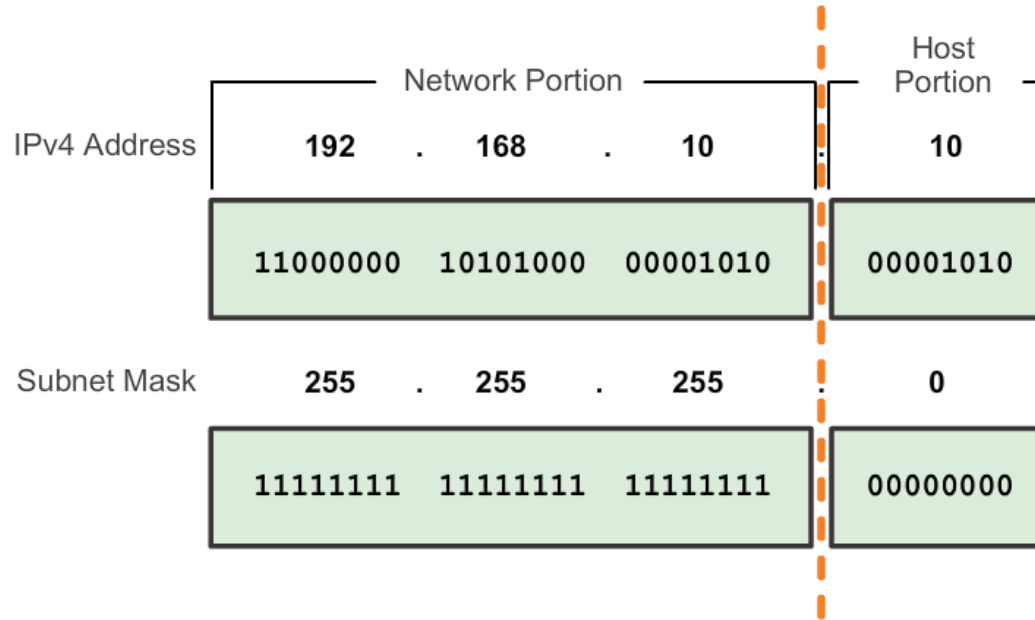 Host
Network Portion Portion
IPv4 Address 192 . 168 . 10 . 10
11000000 10101000 00001010 00001010
Subnet Mask 255 . 255 . 255 . 0
11111111 11111111 11111111 00000000